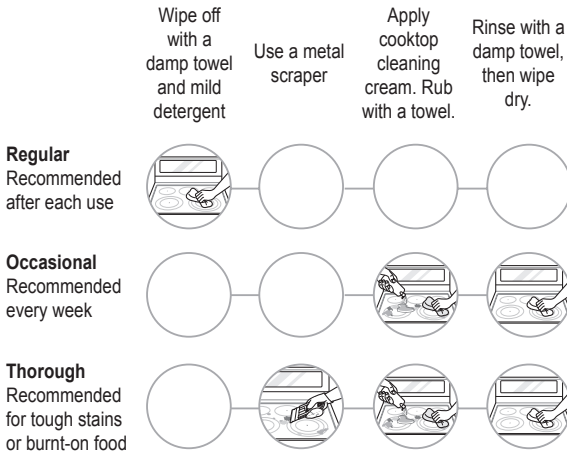 Wipe off
with a
damp towel
and mild
detergent
Use a metal
scraper
Apply
cooktop
cleaning
cream. Rub
with a towel.
Rinse with a
damp towel,
then wipe
dry.
Regular
Recommended
after each use
Occasional
Recommended
every week
Thorough
Recommended
for tough stains
or burnt-on food